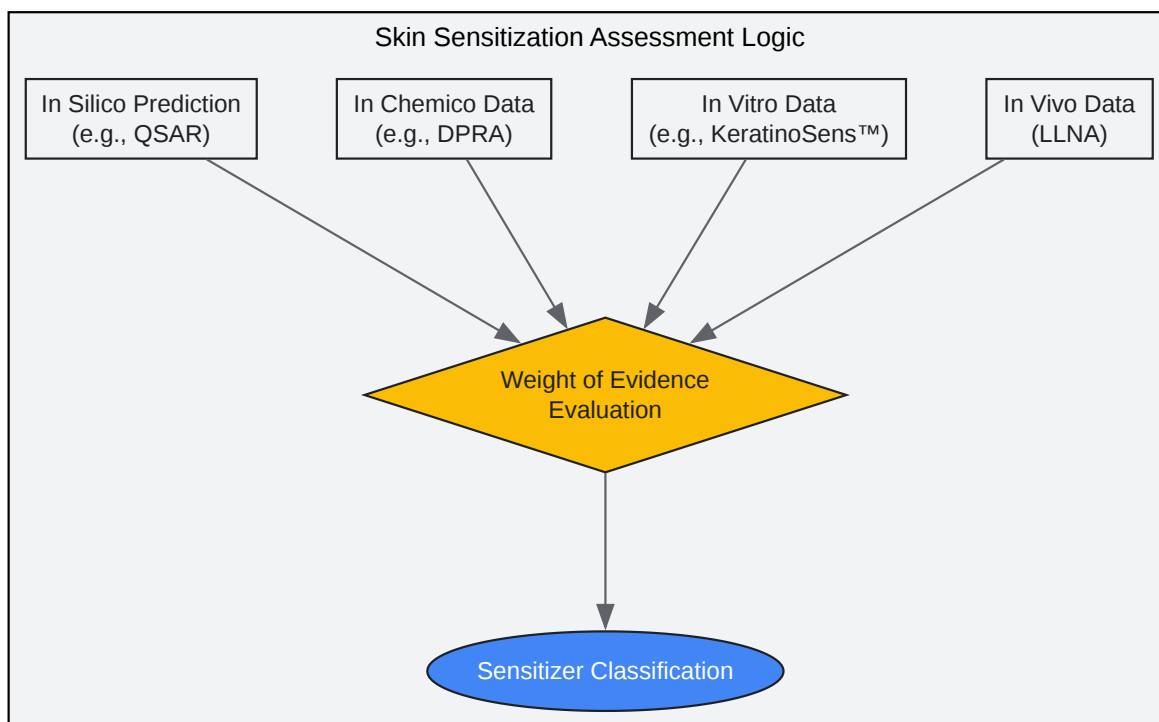 Skin Sensitization Assessment Logic
In Silico Prediction
(e.g., QSAR)
In Chemico Data
(e.g., DPRA)
In Vitro Data
(e.g., KeratinoSens™)
In Vivo Data
(LLNA)
Weight of Evidence
Evaluation
Sensitizer Classification